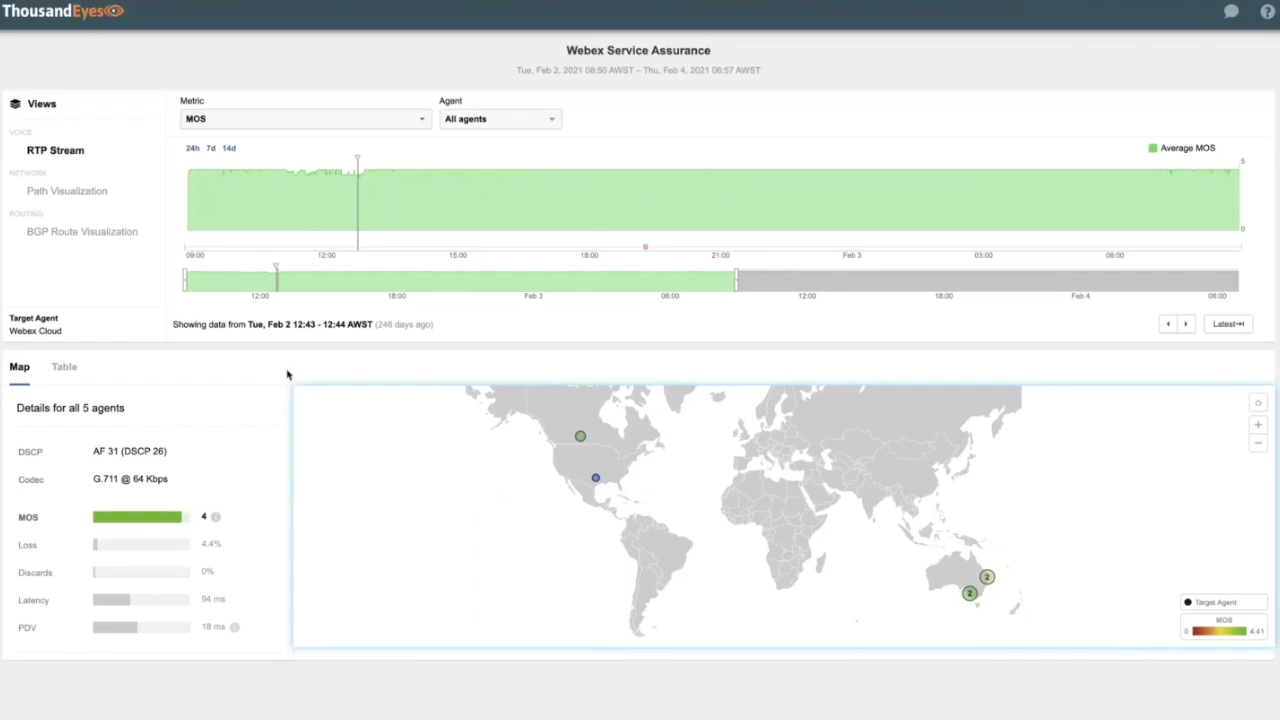 ThousandEyes
Webex Service Assurance
Tue, Feb 2, 2021 08:50 AWST – Thu, Feb 4, 2021 06:57 AWST
Views
VOICE
RTP Stream
NETWORK
Path Visualization
ROUTING
BGP Route Visualization
Target Agent
Webex Cloud
Metric
Agent
MOS
All agents
24h 7d 14d
Average MOS
5
0
09:00 12:00 15:00 18:00 21:00 Feb 3 03:00 06:00
12:00 18:00 Feb 3 06:00 12:00 18:00 Feb 4 06:00
Showing data from Tue, Feb 2 12:43 - 12:44 AWST (246 days ago)
Latest
Map Table
Details for all 5 agents
DSCP AF 31 (DSCP 26)
Codec G.711 @ 64 Kbps
MOS 4
Loss 4.4%
Discards 0%
Latency 94 ms
PDV 18 ms
2
2
+
−
Target Agent
MOS
0 4.41